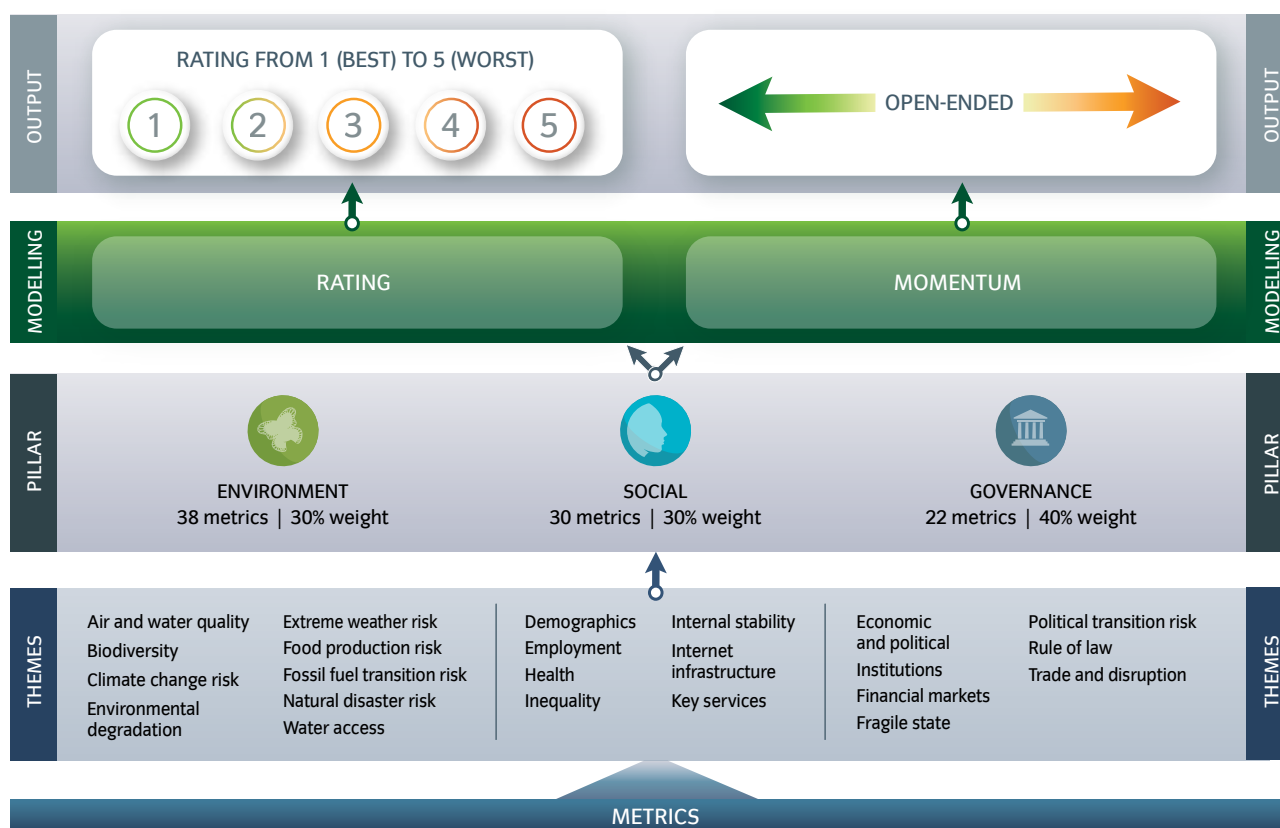 OUTPUT
RATING FROM 1 (BEST) TO 5 (WORST)
1
2
3
4
5
OPEN-ENDED
OUTPUT
MODELLING
RATING
MOMENTUM
MODELLING
PILLAR
ENVIRONMENT
38 metrics | 30% weight
SOCIAL
30 metrics | 30% weight
GOVERNANCE
22 metrics | 40% weight
PILLAR
THEMES
Air and water quality
Biodiversity
Climate change risk
Environmental
degradation
Extreme weather risk
Food production risk
Fossil fuel transition risk
Natural disaster risk
Water access
Demographics
Employment
Health
Inequality
Internal stability
Internet
infrastructure
Key services
Economic
and political
Institutions
Financial markets
Fragile state
Political transition risk
Rule of law
Trade and disruption
THEMES
METRICS